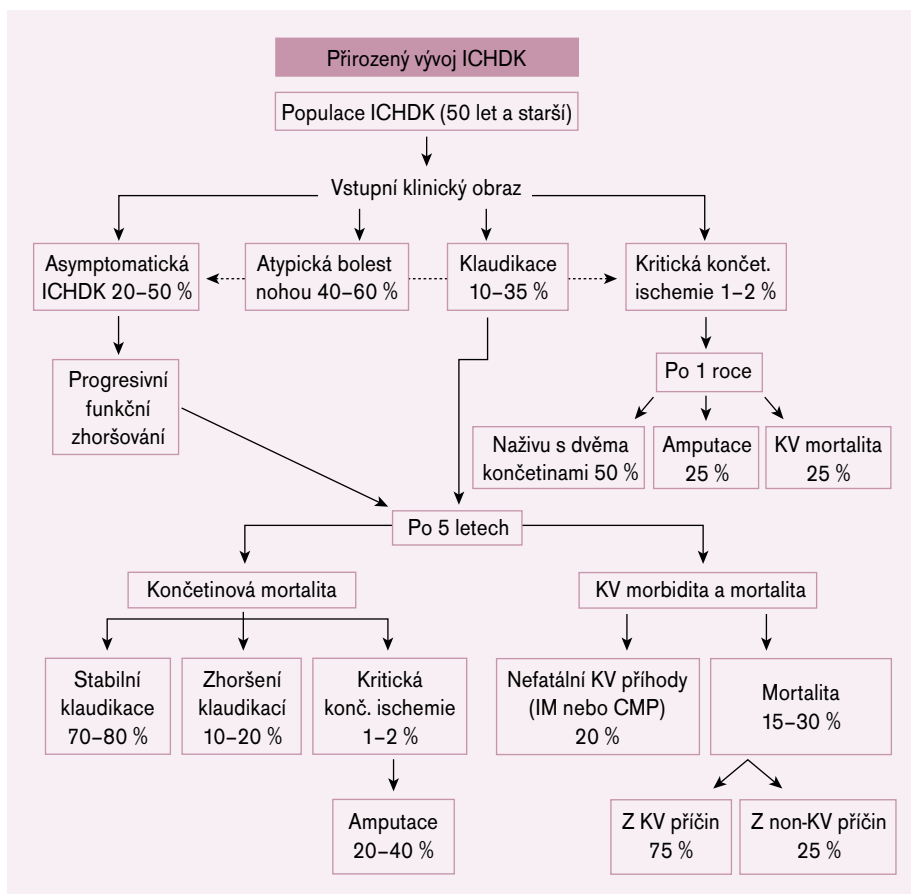 Přirozený vývoj ICHDK
Populace ICHDK (50 let a starší)
Vstupní klinický obraz
Asymptomatická
ICHDK 20–50 %
Atypická bolest
nohou 40–60 %
Klaudikace
10–35 %
Kritická končet.
ischemie 1–2 %
Progresivní
funkční
zhoršování
Po 1 roce
Naživu s dvěma
končetinami 50 %
Amputace
25 %
KV mortalita
25 %
Po 5 letech
Končetinová mortalita
KV morbidita a mortalita
Stabilní
klaudikace
70–80 %
Zhoršení
klaudikací
10–20 %
Kritická
konč. ischemie
1–2 %
Nefatální KV příhody
(IM nebo CMP)
20 %
Mortalita
15–30 %
Amputace
20–40 %
Z KV příčin
75 %
Z non-KV příčin
25 %